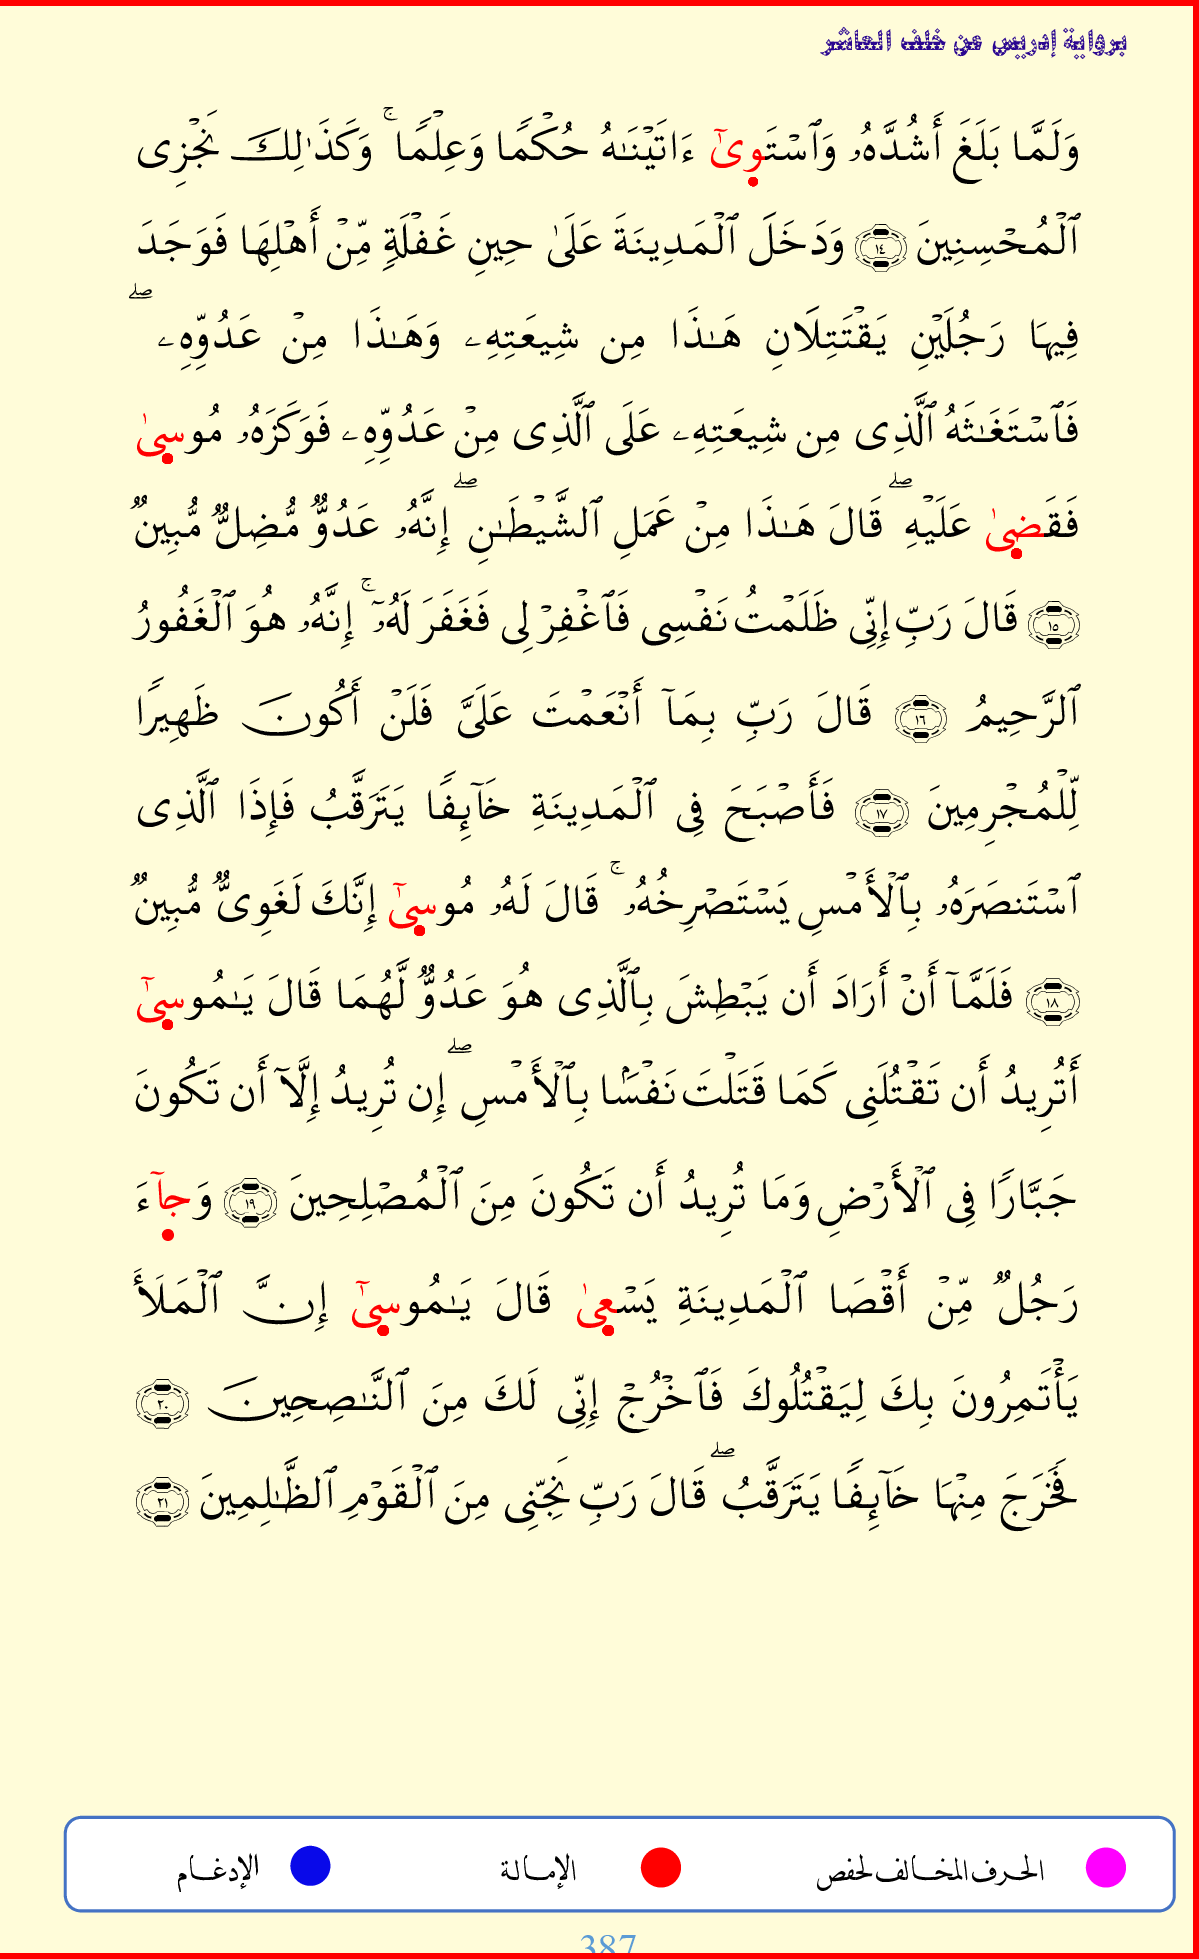 برواية إدريس عن خلف العاشر
وَلَمَّا بَلَغَ أَشُدَّهُۥ وَٱسْتَوِىٰٓ ءَاتَيْنَـٰهُ حُكْمًا وَعِلْمًا ۚ وَكَذَٰلِكَ نَجْزِى
ٱلْمُحْسِنِينَ ١٤ وَدَخَلَ ٱلْمَدِينَةَ عَلَىٰ حِينِ غَفْلَةٍ مِّنْ أَهْلِهَا فَوَجَدَ
فِيهَا رَجُلَيْنِ يَقْتَتِلَانِ هَـٰذَا مِن شِيعَتِهِۦ وَهَـٰذَا مِنْ عَدُوِّهِۦ ۖ
فَٱسْتَغَـٰثَهُ ٱلَّذِى مِن شِيعَتِهِۦ عَلَى ٱلَّذِى مِنْ عَدُوِّهِۦ فَوَكَزَهُۥ مُوسِىٰ
فَقَضِىٰ عَلَيْهِ ۖ قَالَ هَـٰذَا مِنْ عَمَلِ ٱلشَّيْطَـٰنِ ۖ إِنَّهُۥ عَدُوٌّ مُّضِلٌّ مُّبِينٌ
١٥ قَالَ رَبِّ إِنِّى ظَلَمْتُ نَفْسِى فَٱغْفِرْ لِى فَغَفَرَ لَهُۥٓ ۚ إِنَّهُۥ هُوَ ٱلْغَفُورُ
ٱلرَّحِيمُ ١٦ قَالَ رَبِّ بِمَآ أَنْعَمْتَ عَلَىَّ فَلَنْ أَكُونَ ظَهِيرًا
لِّلْمُجْرِمِينَ ١٧ فَأَصْبَحَ فِى ٱلْمَدِينَةِ خَآئِفًا يَتَرَقَّبُ فَإِذَا ٱلَّذِى
ٱسْتَنصَرَهُۥ بِٱلْأَمْسِ يَسْتَصْرِخُهُۥ ۚ قَالَ لَهُۥ مُوسِىٰٓ إِنَّكَ لَغَوِىٌّ مُّبِينٌ
١٨ فَلَمَّآ أَنْ أَرَادَ أَن يَبْطِشَ بِٱلَّذِى هُوَ عَدُوٌّ لَّهُمَا قَالَ يَـٰمُوسِىٰٓ
أَتُرِيدُ أَن تَقْتُلَنِى كَمَا قَتَلْتَ نَفْسًۢا بِٱلْأَمْسِ ۖ إِن تُرِيدُ إِلَّآ أَن تَكُونَ
جَبَّارًا فِى ٱلْأَرْضِ وَمَا تُرِيدُ أَن تَكُونَ مِنَ ٱلْمُصْلِحِينَ ١٩ وَجِآءَ
رَجُلٌ مِّنْ أَقْصَا ٱلْمَدِينَةِ يَسْعِىٰ قَالَ يَـٰمُوسِىٰٓ إِنَّ ٱلْمَلَأَ
يَأْتَمِرُونَ بِكَ لِيَقْتُلُوكَ فَٱخْرُجْ إِنِّى لَكَ مِنَ ٱلنَّـٰصِحِينَ ٢٠
فَخَرَجَ مِنْهَا خَآئِفًا يَتَرَقَّبُ ۖ قَالَ رَبِّ نَجِّنِى مِنَ ٱلْقَوْمِ ٱلظَّـٰلِمِينَ ٢١
الحرف المخالف لحفص الإمالة الإدغام
387